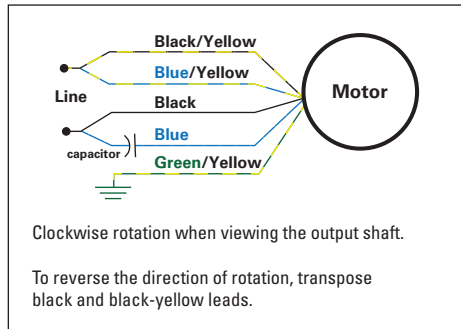 Black/Yellow
Blue/Yellow
Line
Black
Motor
Blue
capacitor
Green/Yellow
Clockwise rotation when viewing the output shaft.
To reverse the direction of rotation, transpose
black and black-yellow leads.